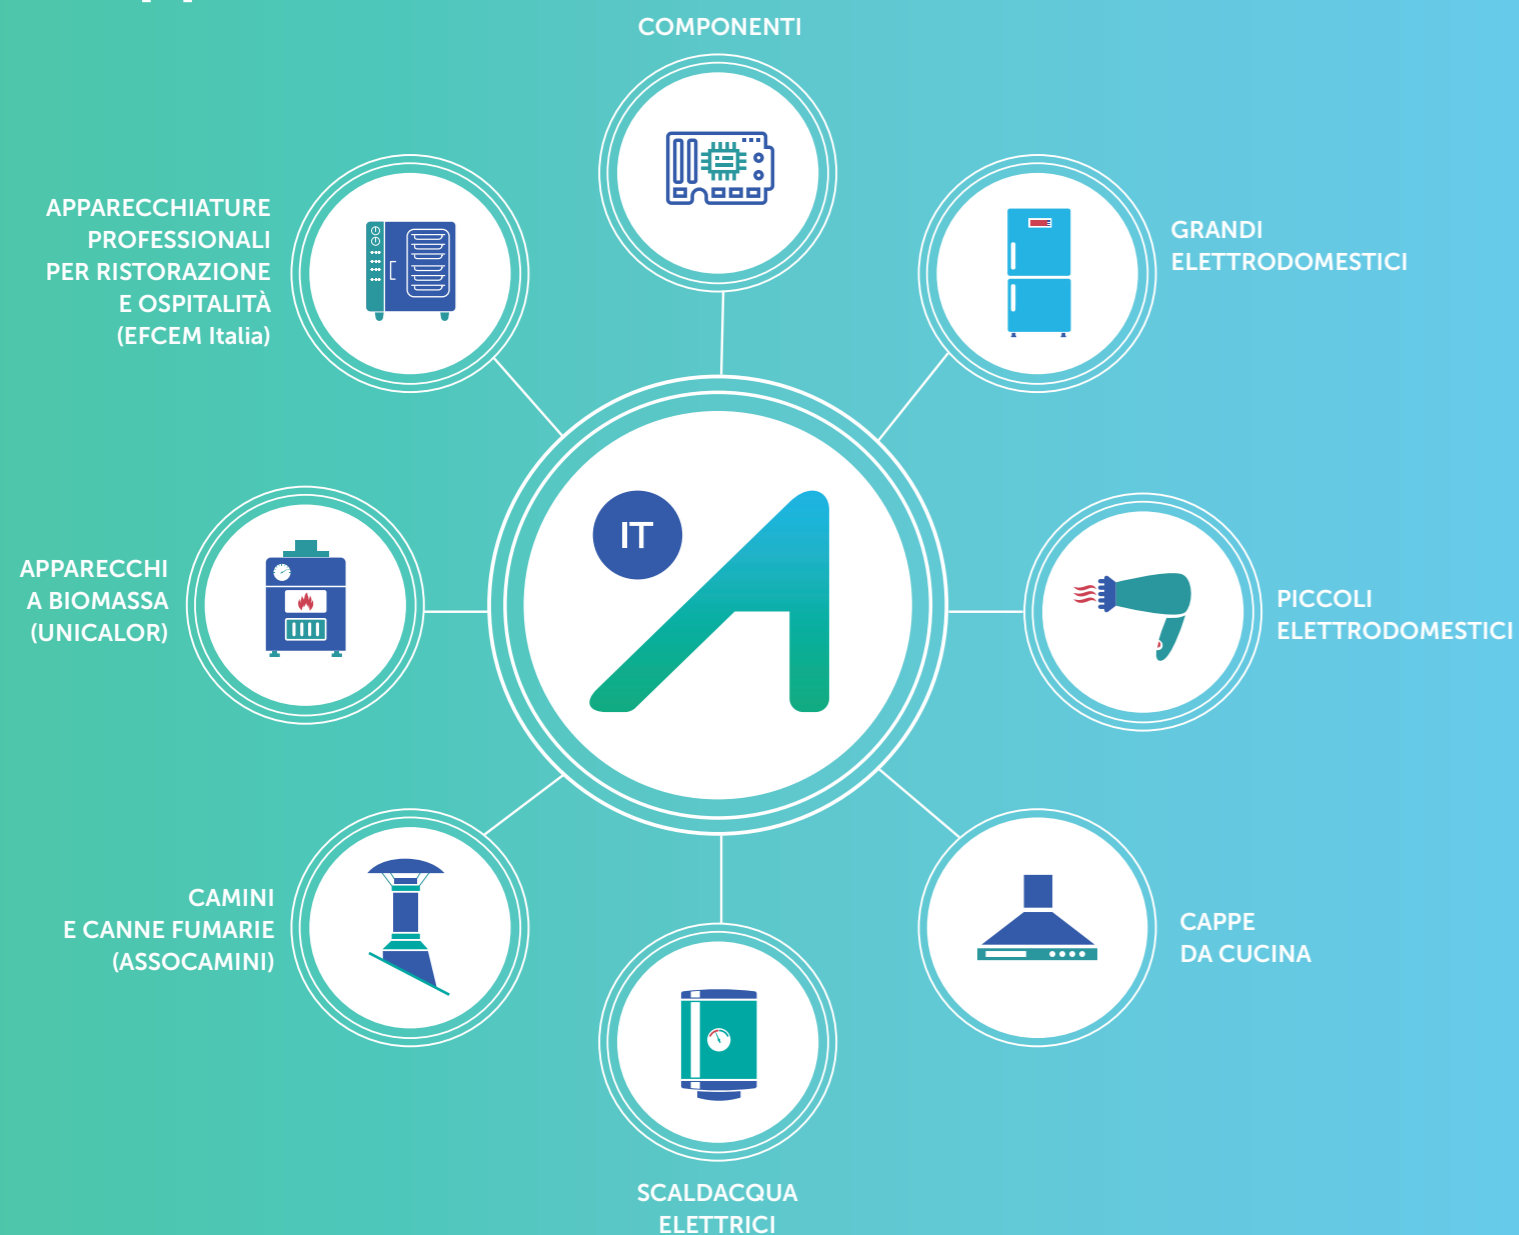 COMPONENTI
APPARECCHIATURE
PROFESSIONALI
PER RISTORAZIONE
E OSPITALITÀ
(EFCEM Italia)
GRANDI
ELETTRODOMESTICI
IT
APPARECCHI
A BIOMASSA
(UNICALOR)
PICCOLI
ELETTRODOMESTICI
CAMINI
E CANNE FUMARIE
(ASSOCAMINI)
CAPPE
DA CUCINA
SCALDACQUA
ELETTRICI